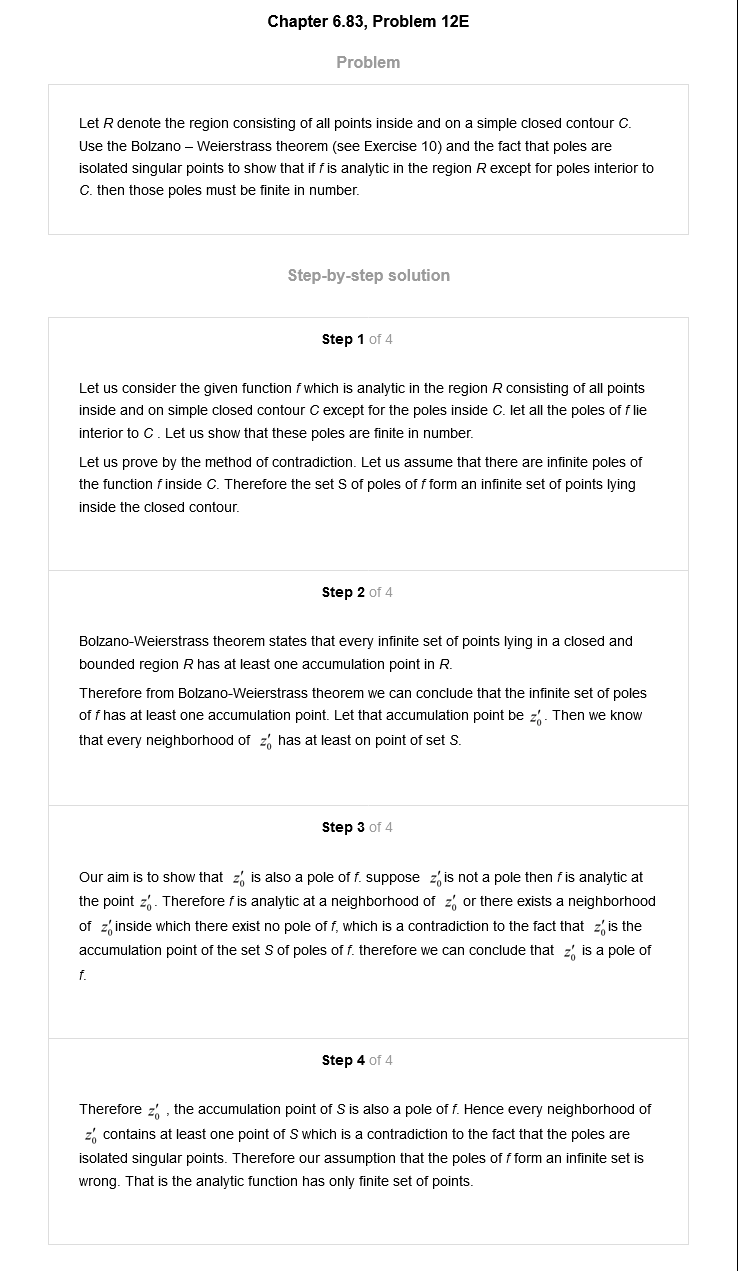 Chapter 6.83, Problem 12E
Problem
Let R denote the region consisting of all points inside and on a simple closed contour C.
Use the Bolzano – Weierstrass theorem (see Exercise 10) and the fact that poles are
isolated singular points to show that if f is analytic in the region R except for poles interior to
C. then those poles must be finite in number.
Step-by-step solution
Step 1 of 4
Let us consider the given function f which is analytic in the region R consisting of all points
inside and on simple closed contour C except for the poles inside C. let all the poles of f lie
interior to C . Let us show that these poles are finite in number.
Let us prove by the method of contradiction. Let us assume that there are infinite poles of
the function f inside C. Therefore the set S of poles of f form an infinite set of points lying
inside the closed contour.
Step 2 of 4
Bolzano-Weierstrass theorem states that every infinite set of points lying in a closed and
bounded region R has at least one accumulation point in R.
Therefore from Bolzano-Weierstrass theorem we can conclude that the infinite set of poles
of f has at least one accumulation point. Let that accumulation point be z₀′. Then we know
that every neighborhood of z₀′ has at least on point of set S.
Step 3 of 4
Our aim is to show that z₀′ is also a pole of f. suppose z₀′ is not a pole then f is analytic at
the point z₀′. Therefore f is analytic at a neighborhood of z₀′ or there exists a neighborhood
of z₀′ inside which there exist no pole of f, which is a contradiction to the fact that z₀′ is the
accumulation point of the set S of poles of f. therefore we can conclude that z₀′ is a pole of
f.
Step 4 of 4
Therefore z₀′ , the accumulation point of S is also a pole of f. Hence every neighborhood of
z₀′ contains at least one point of S which is a contradiction to the fact that the poles are
isolated singular points. Therefore our assumption that the poles of f form an infinite set is
wrong. That is the analytic function has only finite set of points.